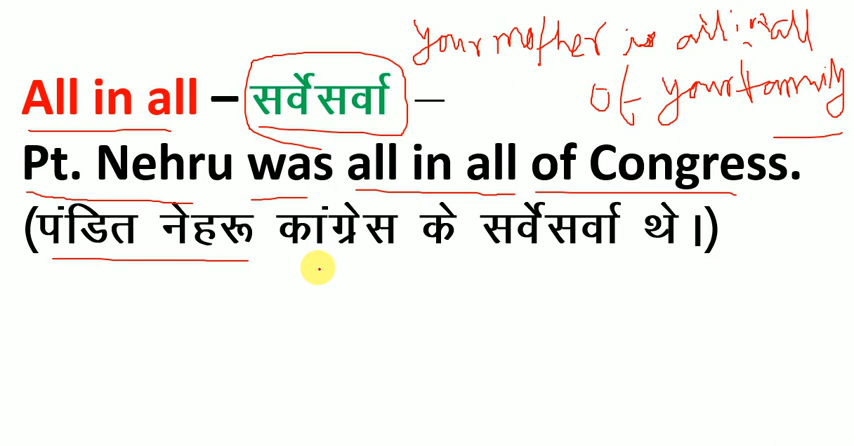 your mother is all in all
of your family
All in all – सर्वेसर्वा –
Pt. Nehru was all in all of Congress.
(पंडित नेहरू कांग्रेस के सर्वेसर्वा थे।)